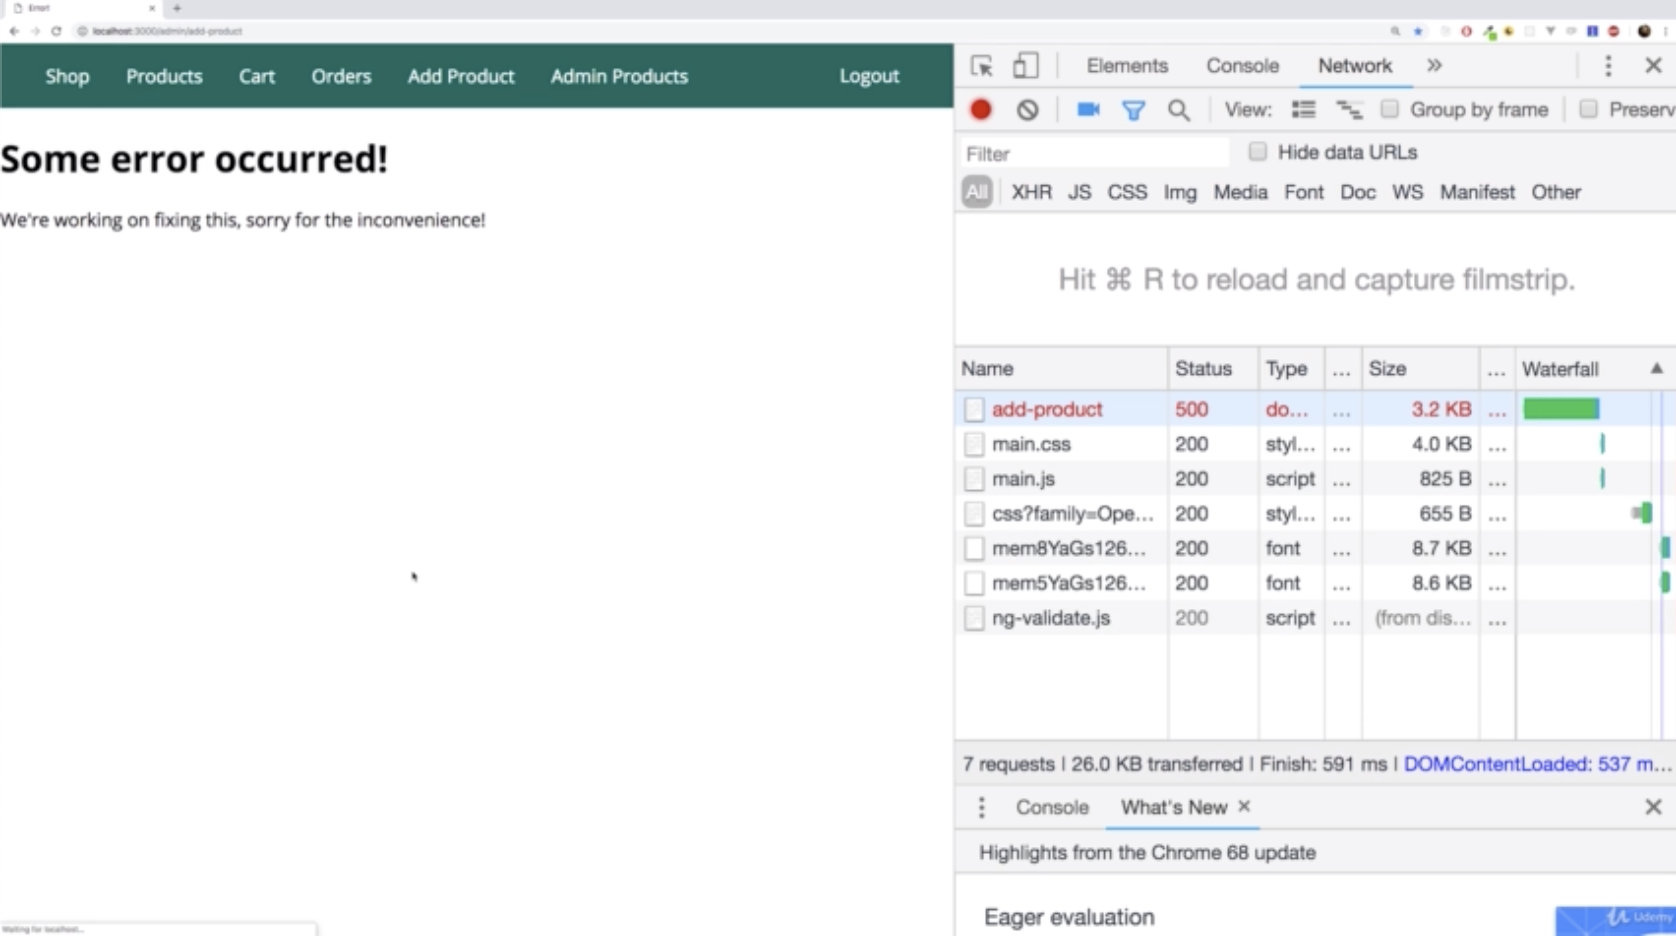 Error!
localhost:3000/admin/add-product
Shop Products Cart Orders Add Product Admin Products Logout
Some error occurred!
We're working on fixing this, sorry for the inconvenience!
Waiting for localhost...
Elements Console Network
View: Group by frame Preserv
Filter Hide data URLs
All XHR JS CSS Img Media Font Doc WS Manifest Other
Hit ⌘ R to reload and capture filmstrip.
Name Status Type ... Size ... Waterfall
add-product 500 do... ... 3.2 KB ...
main.css 200 styl... ... 4.0 KB ...
main.js 200 script ... 825 B ...
css?family=Ope... 200 styl... ... 655 B ...
mem8YaGs126... 200 font ... 8.7 KB ...
mem5YaGs126... 200 font ... 8.6 KB ...
ng-validate.js 200 script ... (from dis... ...
7 requests | 26.0 KB transferred | Finish: 591 ms | DOMContentLoaded: 537 m...
Console What's New
Highlights from the Chrome 68 update
Eager evaluation
Udemy